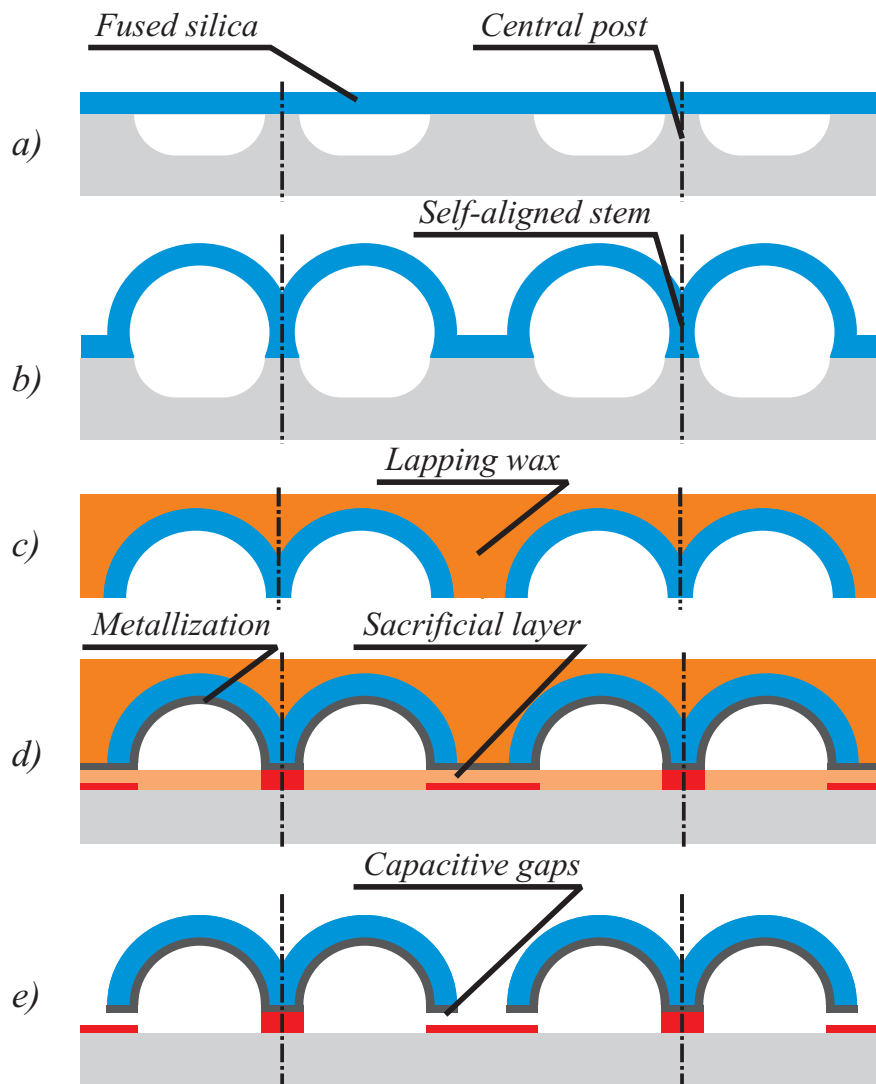 Fused silica
Central post
a)
Self-aligned stem
b)
Lapping wax
c)
Metallization
Sacrificial layer
d)
Capacitive gaps
e)